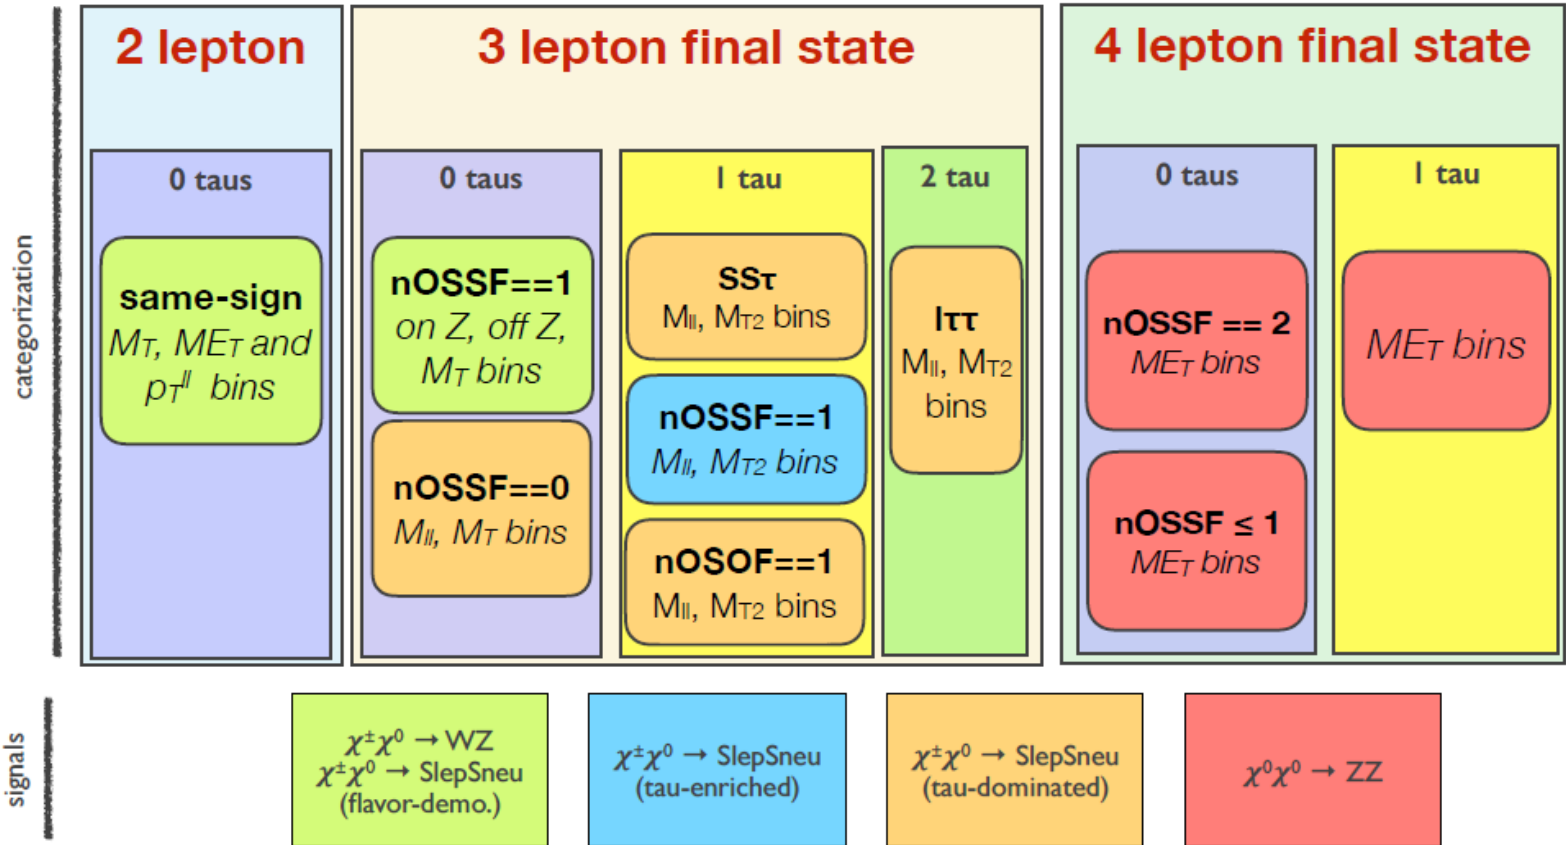 categorization
2 lepton
0 taus
same-sign
MT, MET and
pTll bins
3 lepton final state
0 taus
nOSSF==1
on Z, off Z,
MT bins
nOSSF==0
Mll, MT bins
1 tau
SSτ
Mll, MT2 bins
nOSSF==1
Mll, MT2 bins
nOSOF==1
Mll, MT2 bins
2 tau
lττ
Mll, MT2
bins
4 lepton final state
0 taus
nOSSF == 2
MET bins
nOSSF ≤ 1
MET bins
1 tau
MET bins
signals
χ±χ⁰ → WZ
χ±χ⁰ → SlepSneu
(flavor-demo.)
χ±χ⁰ → SlepSneu
(tau-enriched)
χ±χ⁰ → SlepSneu
(tau-dominated)
χ⁰χ⁰ → ZZ